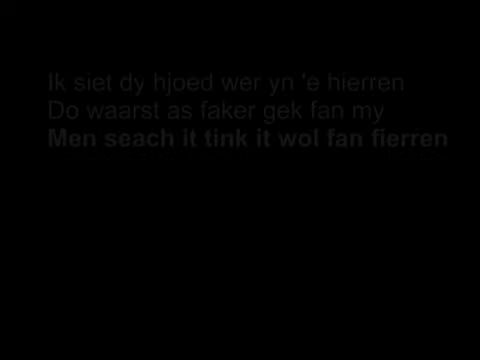 Ik siet dy hjoed wer yn 'e hierren
Do waarst as faker gek fan my
Men seach it tink it wol fan fierren